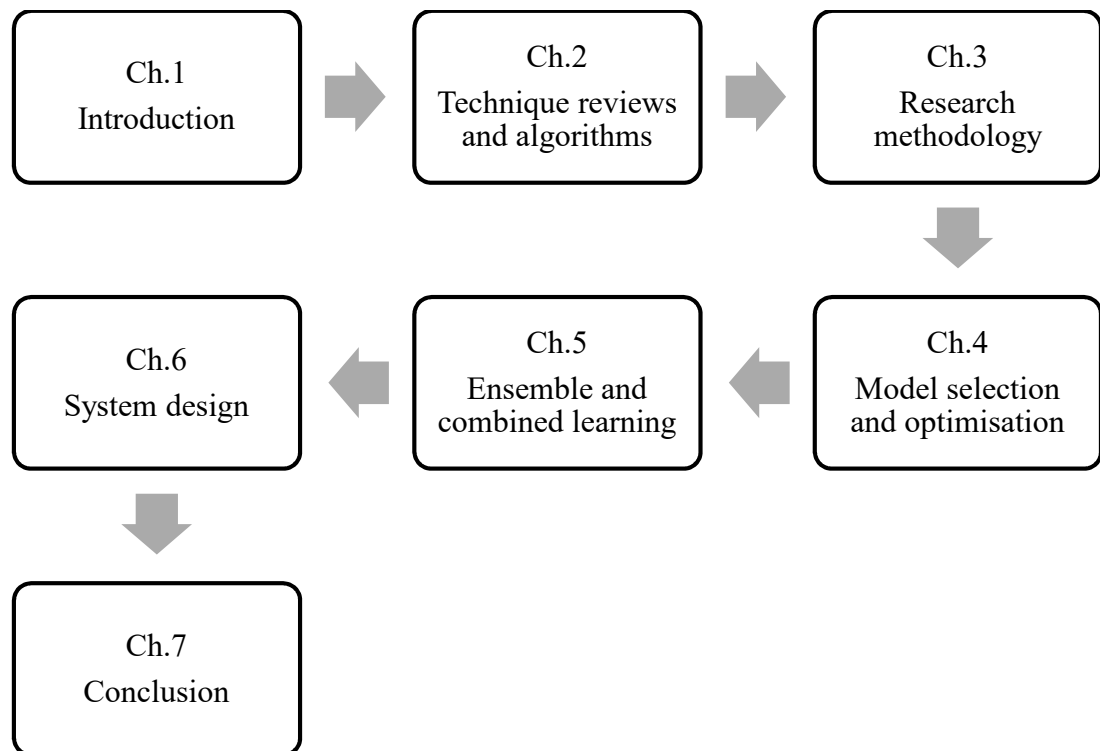 Ch.1
Introduction
Ch.2
Technique reviews
and algorithms
Ch.3
Research
methodology
Ch.4
Model selection
and optimisation
Ch.5
Ensemble and
combined learning
Ch.6
System design
Ch.7
Conclusion